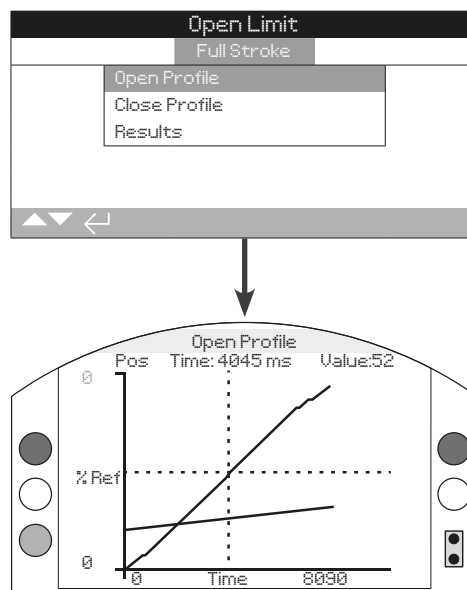 Open Limit
Full Stroke
Open Profile
Close Profile
Results
Open Profile
Pos Time: 4045 ms Value:52
0
% Ref
0
0 Time 8090